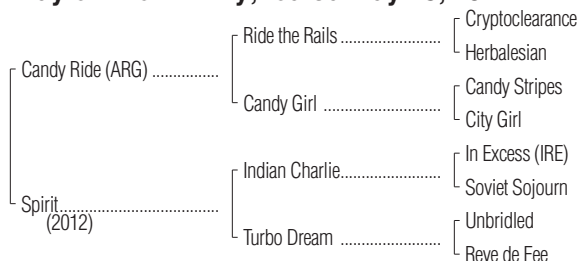 Cryptoclearance
Ride the Rails
Herbalesian
Candy Ride (ARG)
Candy Stripes
Candy Girl
City Girl
In Excess (IRE)
Indian Charlie
Soviet Sojourn
Spirit
(2012)
Unbridled
Turbo Dream
Reve de Fee